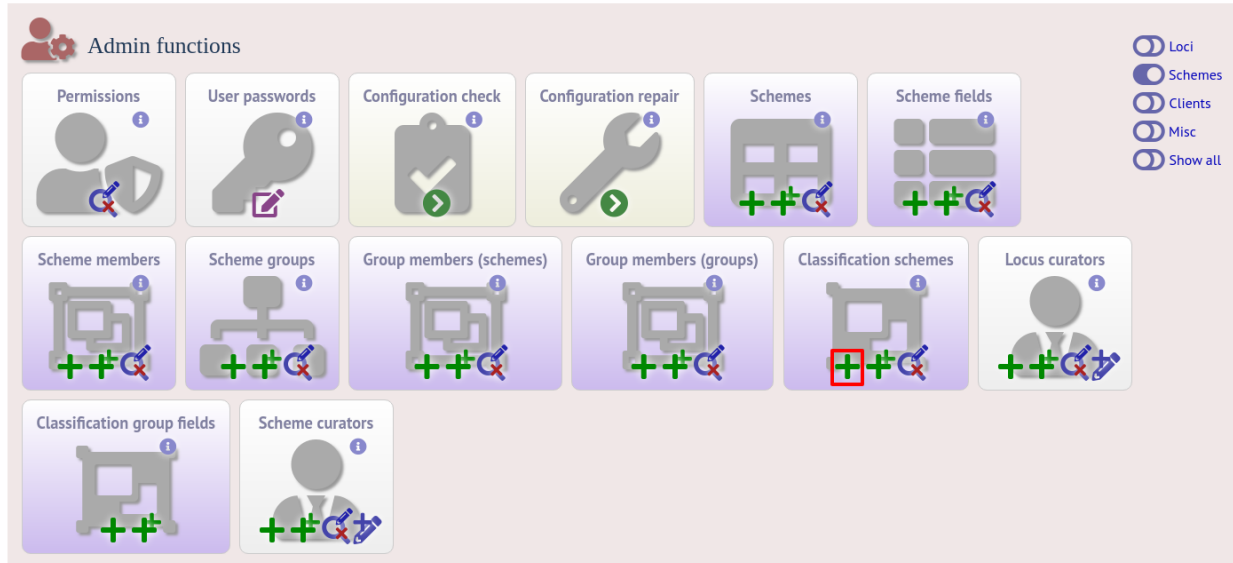 Admin functions
Loci
Schemes
Clients
Misc
Show all
Permissions
User passwords
Configuration check
Configuration repair
Schemes
Scheme fields
Scheme members
Scheme groups
Group members (schemes)
Group members (groups)
Classification schemes
Locus curators
Classification group fields
Scheme curators